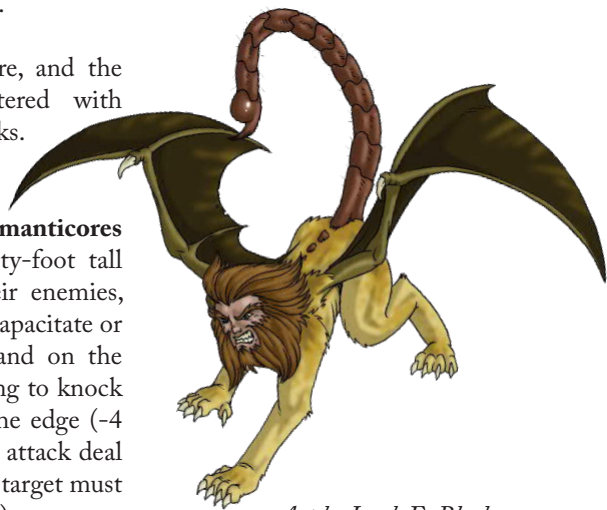 re, and the
tered with
ks.
manticores
ty-foot tall
eir enemies,
apacitate or
and on the
ng to knock
he edge (-4
attack deal
target must